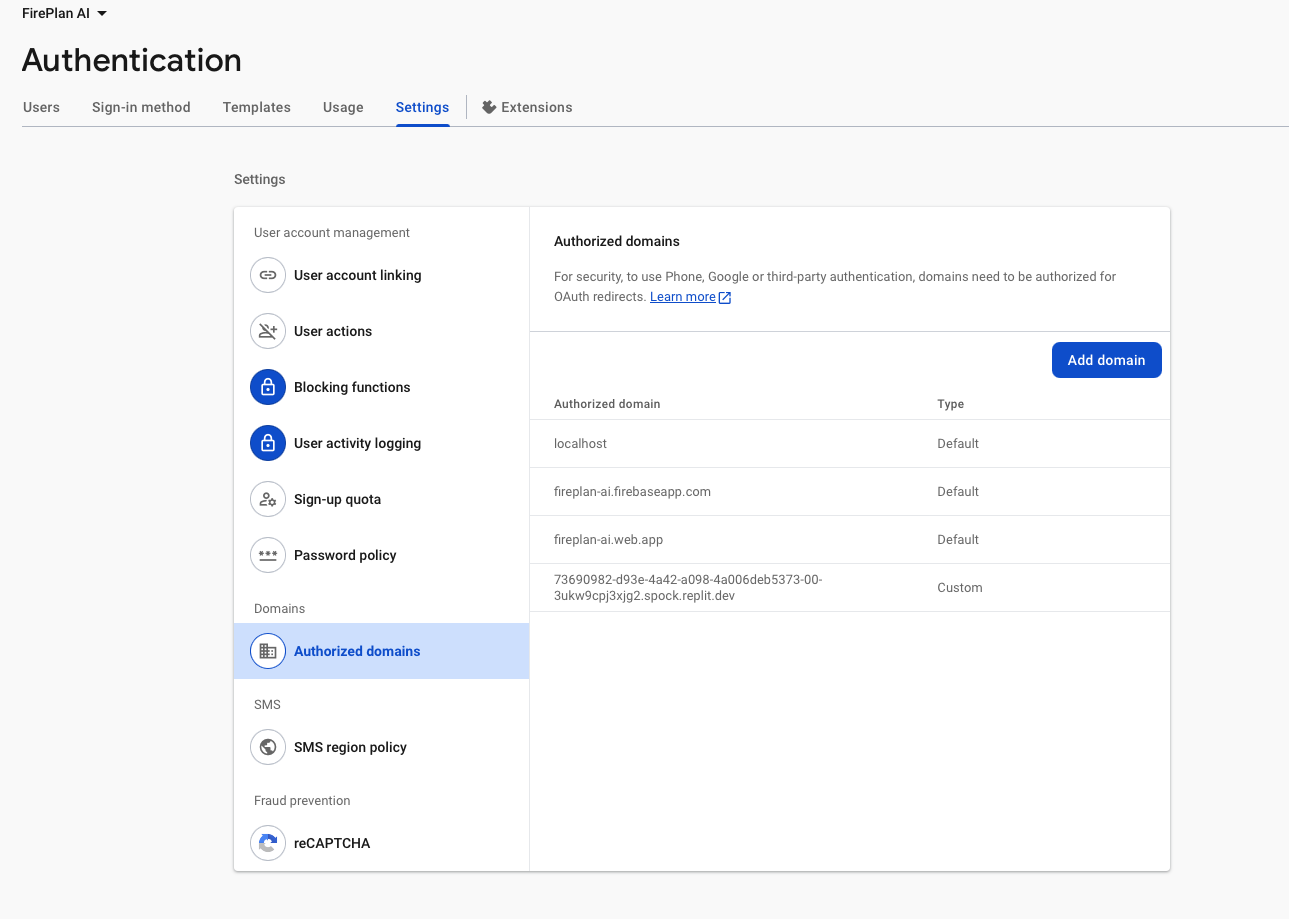 FirePlan AI
Authentication
Users
Sign-in method
Templates
Usage
Settings
Extensions
Settings
User account management
User account linking
User actions
Blocking functions
User activity logging
Sign-up quota
Password policy
Domains
Authorized domains
SMS
SMS region policy
Fraud prevention
reCAPTCHA
Authorized domains
For security, to use Phone, Google or third-party authentication, domains need to be authorized for
OAuth redirects. Learn more
Add domain
Authorized domain
Type
localhost
Default
fireplan-ai.firebaseapp.com
Default
fireplan-ai.web.app
Default
73690982-d93e-4a42-a098-4a006deb5373-00-
3ukw9cpj3xjg2.spock.replit.dev
Custom